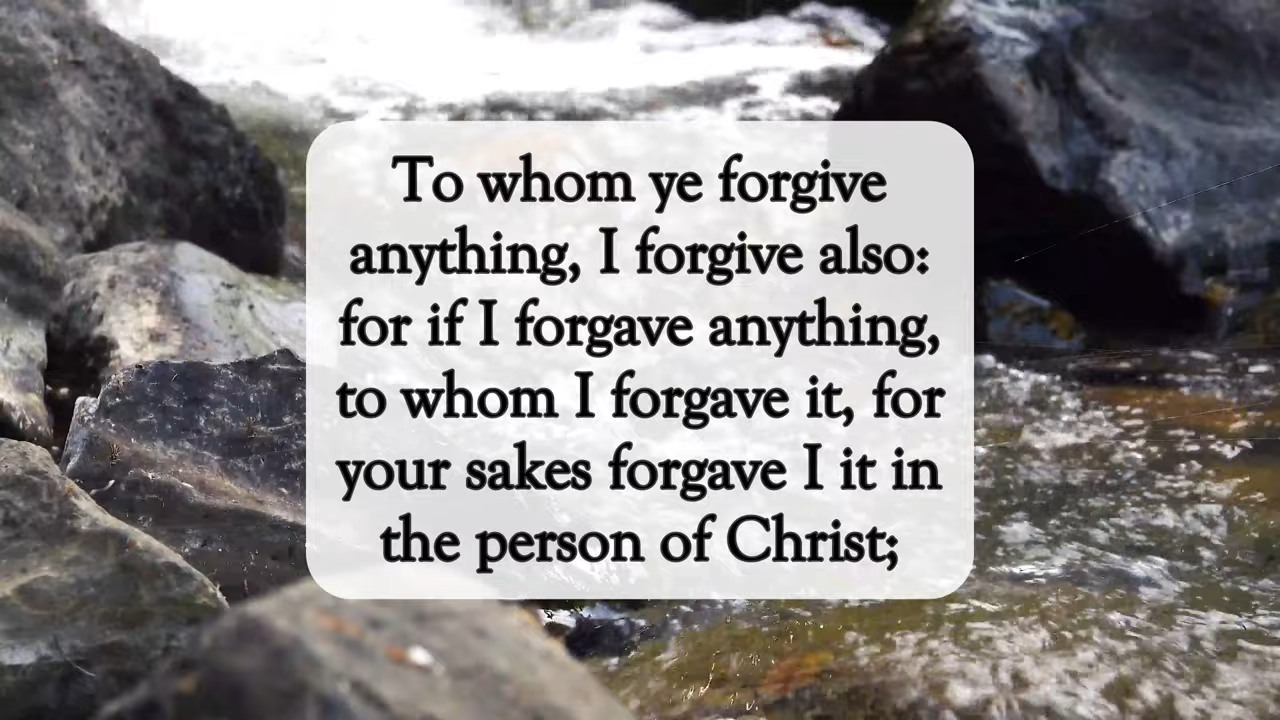 To whom ye forgive
anything, I forgive also:
for if I forgave anything,
to whom I forgave it, for
your sakes forgave I it in
the person of Christ;